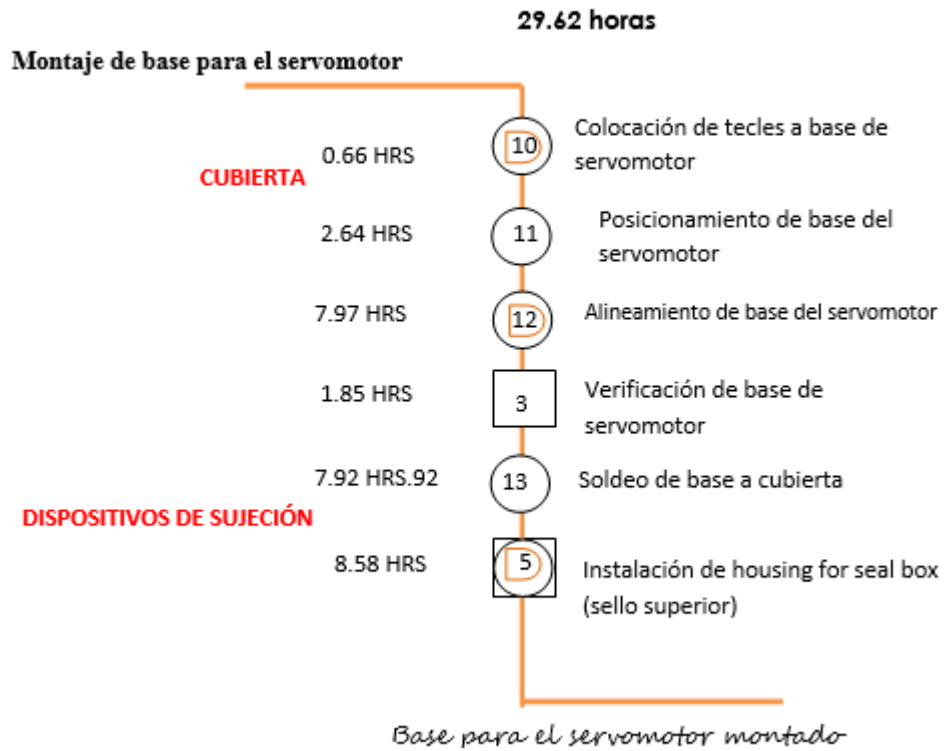 29.62 horas
Montaje de base para el servomotor
0.66 HRS
10
Colocación de tecles a base de
servomotor
CUBIERTA
2.64 HRS
11
Posicionamiento de base del
servomotor
7.97 HRS
12
Alineamiento de base del servomotor
1.85 HRS
3
Verificación de base de
servomotor
7.92 HRS.92
13
Soldeo de base a cubierta
DISPOSITIVOS DE SUJECIÓN
8.58 HRS
5
Instalación de housing for seal box
(sello superior)
Base para el servomotor montado